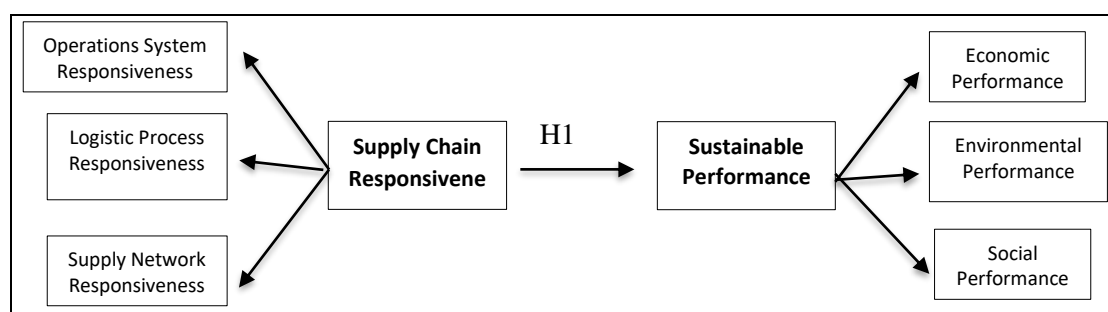 Operations System
Responsiveness
Logistic Process
Responsiveness
Supply Network
Responsiveness
Supply Chain
Responsivene
H1
Sustainable
Performance
Economic
Performance
Environmental
Performance
Social
Performance